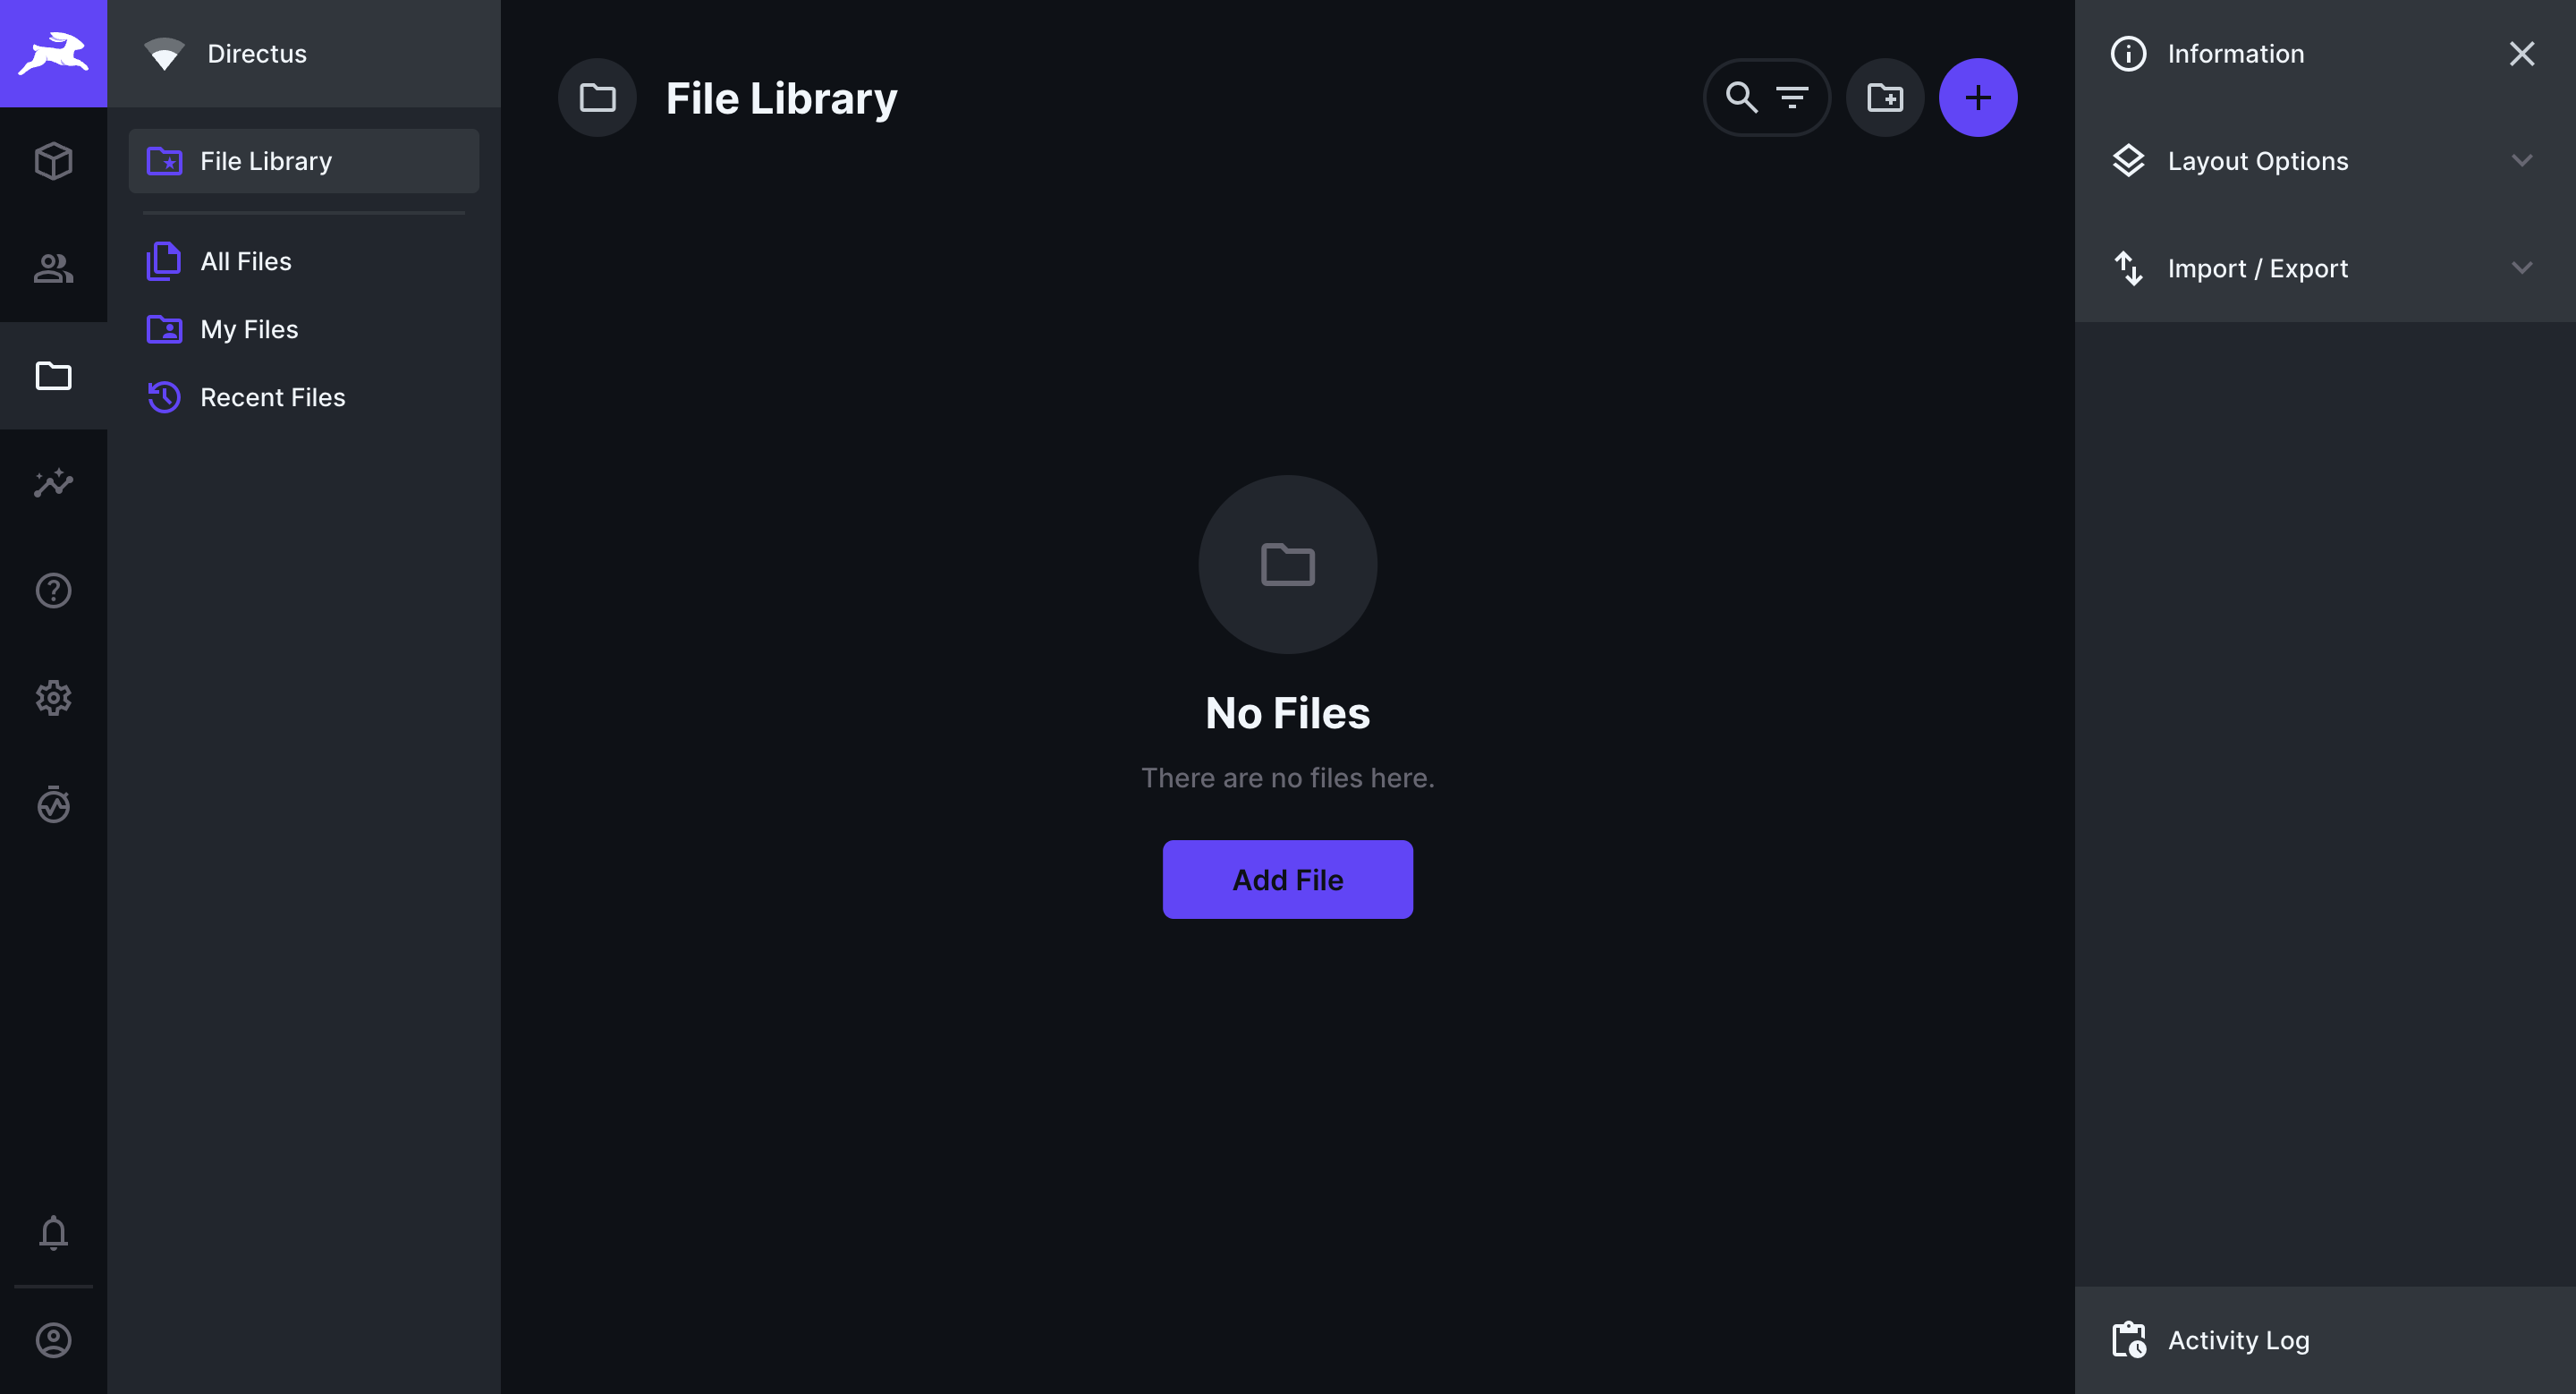 Directus
File Library
All Files
My Files
Recent Files
File Library
No Files
There are no files here.
Add File
Information
Layout Options
Import / Export
Activity Log